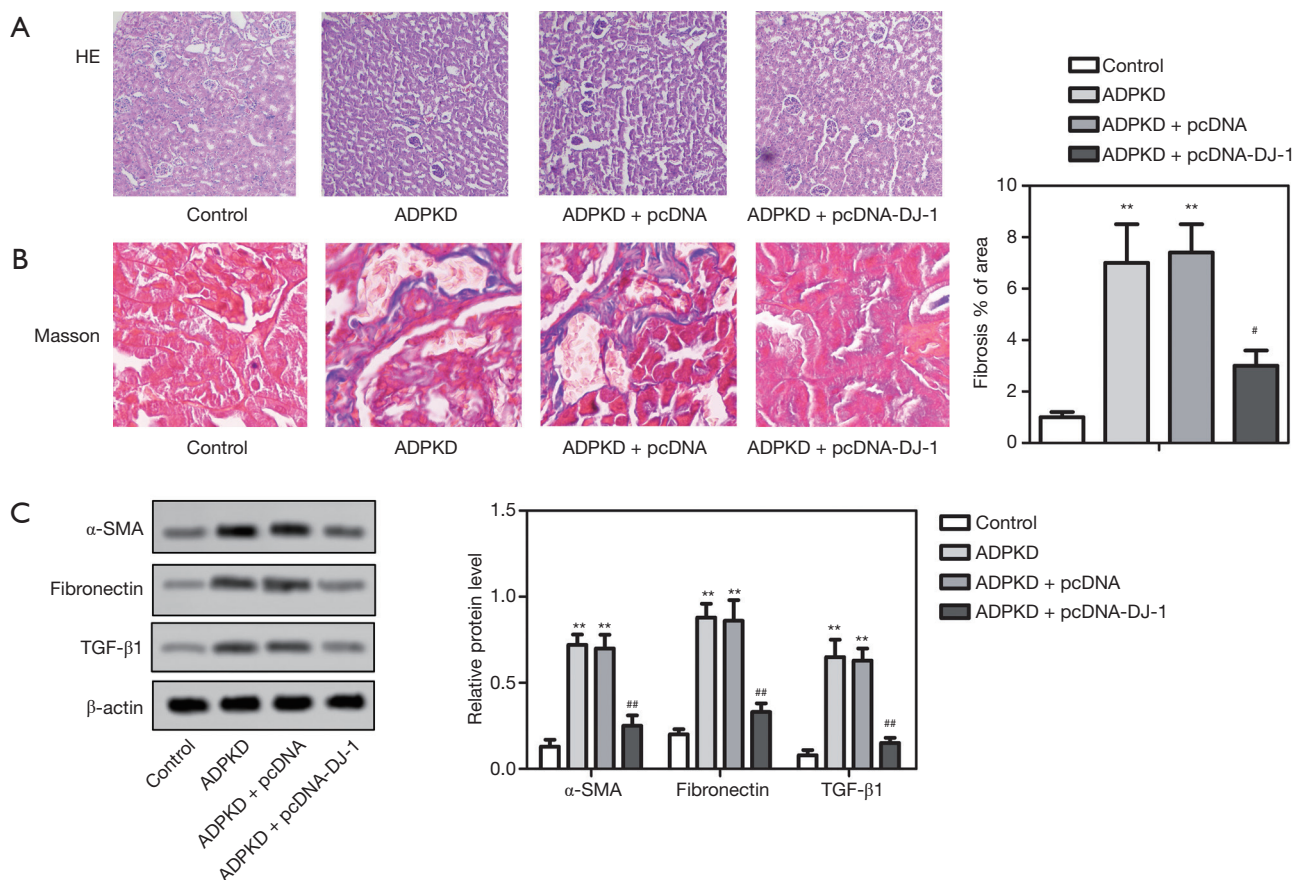 A
HE
Control
ADPKD
ADPKD + pcDNA
ADPKD + pcDNA-DJ-1
B
Masson
Control
ADPKD
ADPKD + pcDNA
ADPKD + pcDNA-DJ-1
Control
ADPKD
ADPKD + pcDNA
ADPKD + pcDNA-DJ-1
Fibrosis % of area
10
8
6
4
2
0
**
**
#
C
α-SMA
Fibronectin
TGF-β1
β-actin
Control
ADPKD
ADPKD + pcDNA
ADPKD + pcDNA-DJ-1
Relative protein level
1.5
1.0
0.5
0.0
** ** ##
** ** ##
** ** ##
α-SMA
Fibronectin
TGF-β1
Control
ADPKD
ADPKD + pcDNA
ADPKD + pcDNA-DJ-1